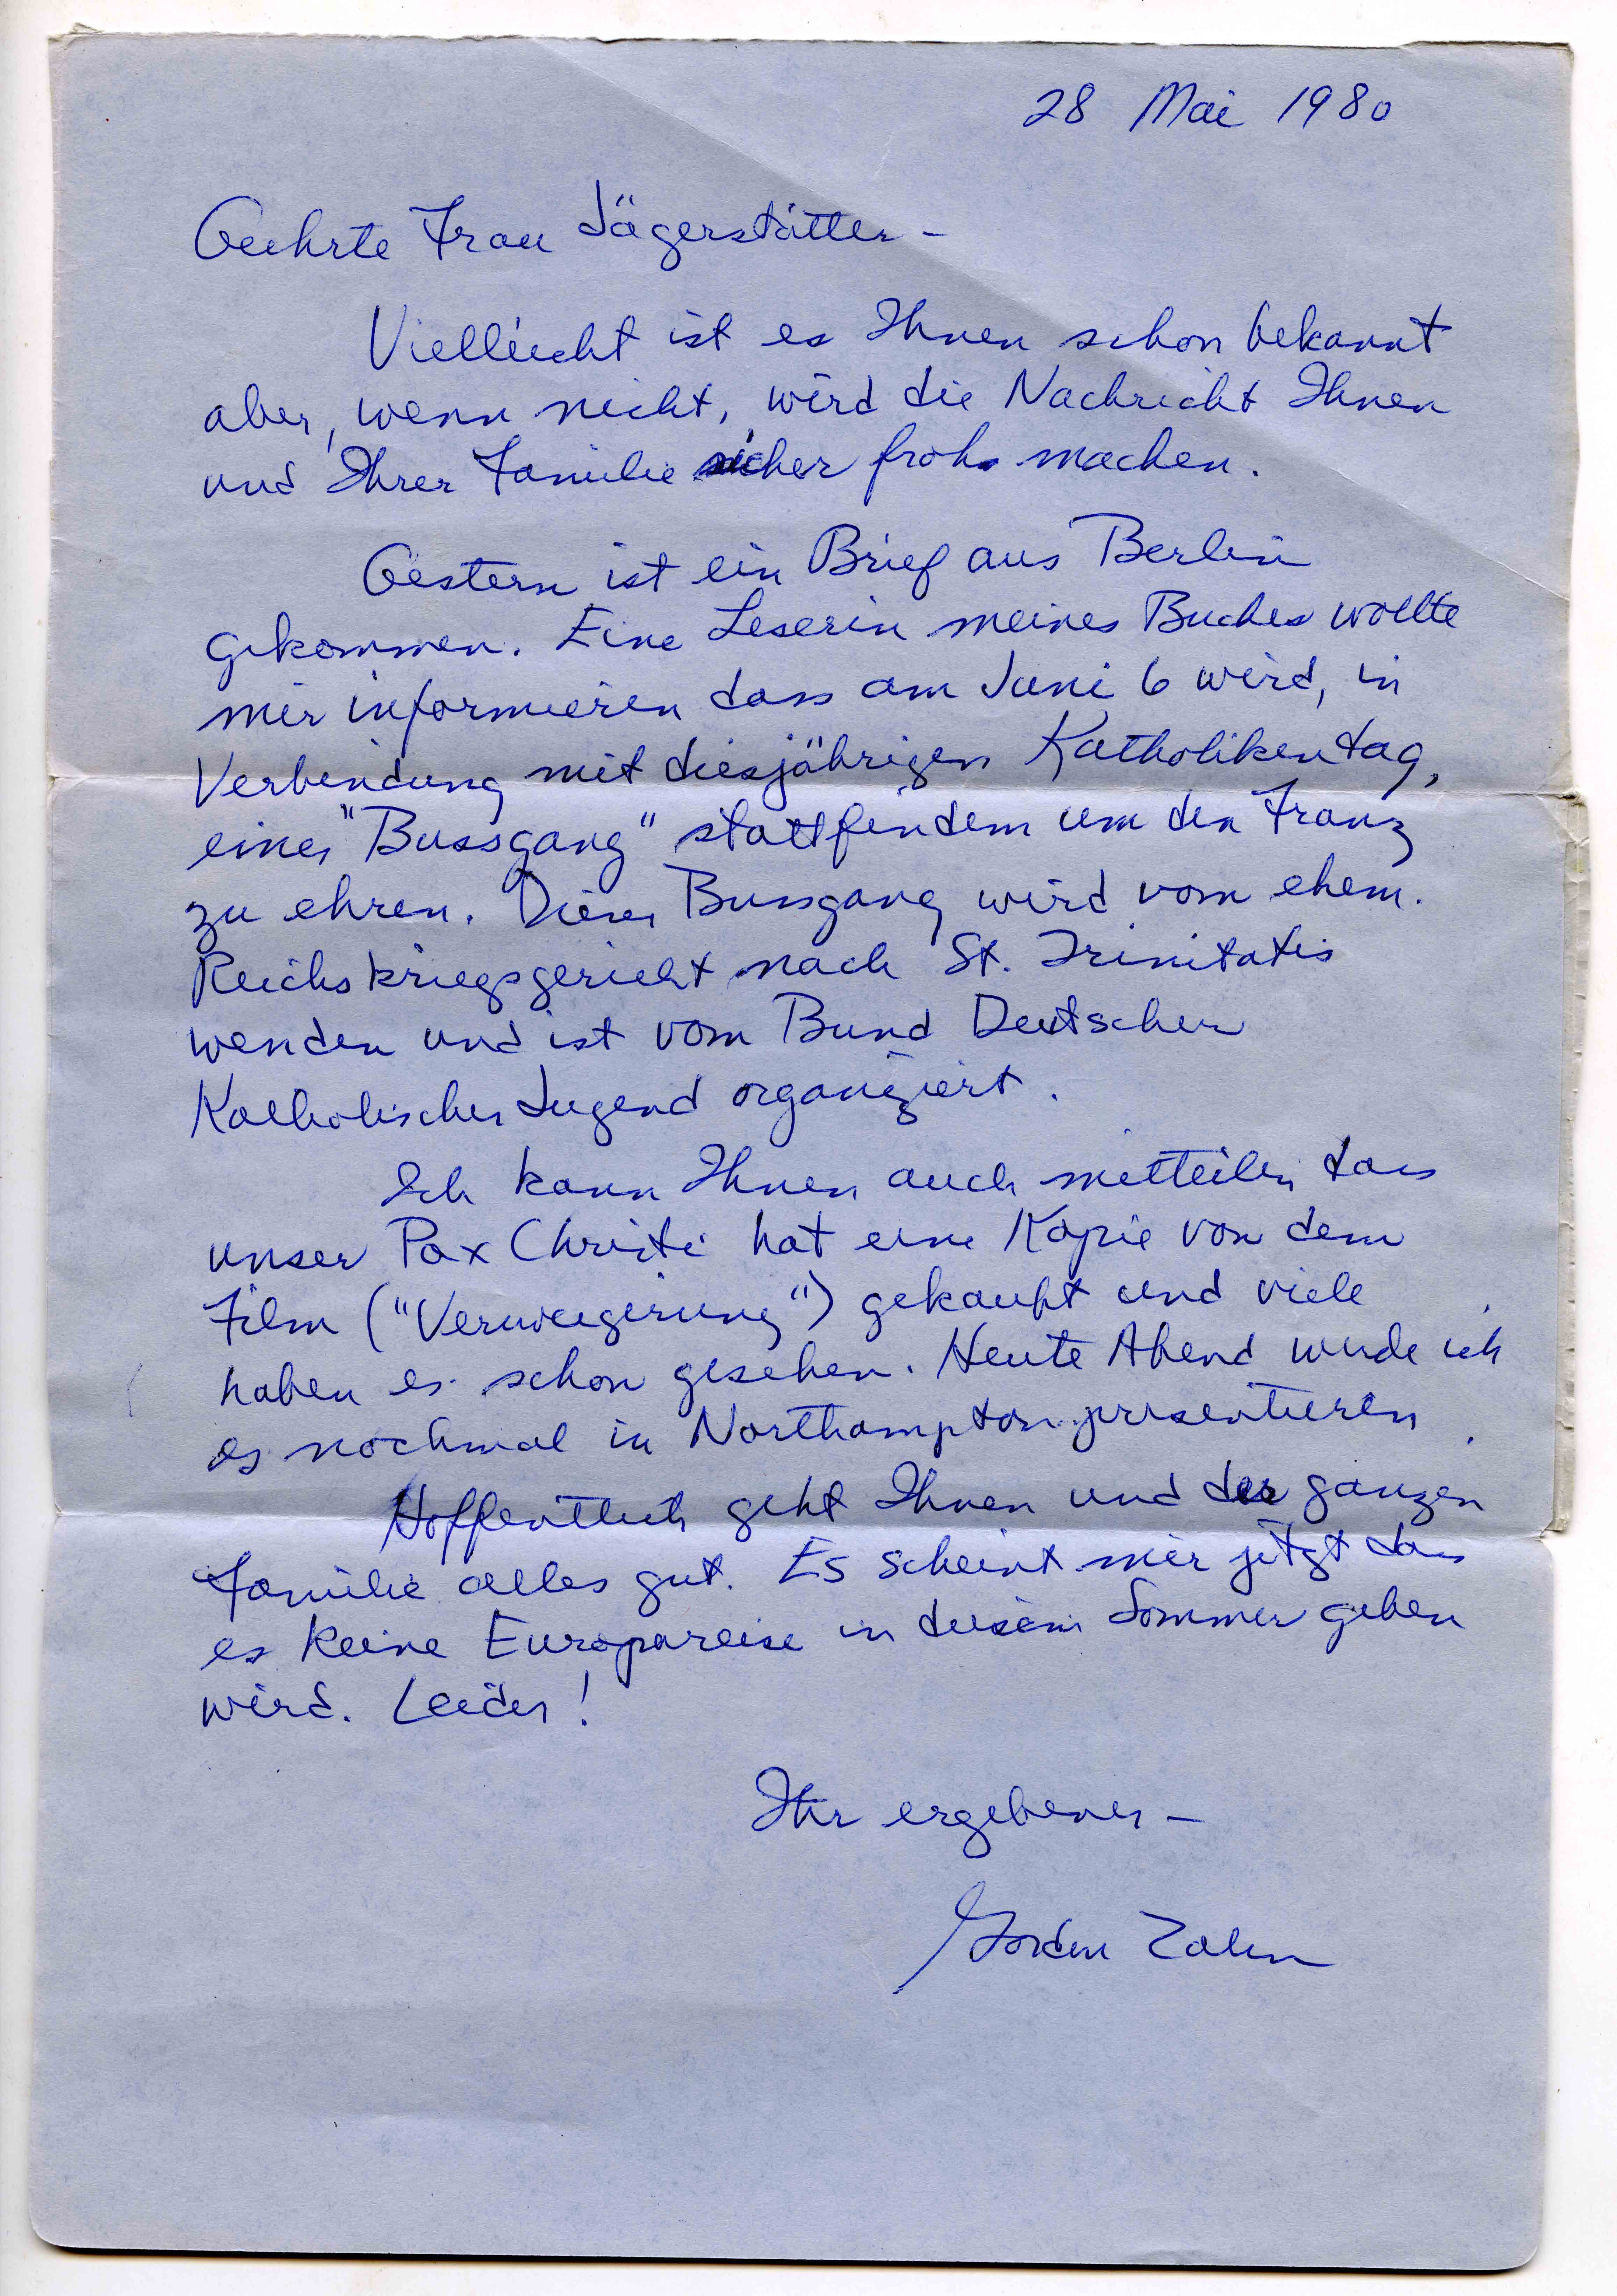 28 Mai 1980
Geehrte Frau Jägerstätter –
Vielleicht ist es Ihnen schon bekannt
aber, wenn nicht, wird die Nachricht Ihnen
und Ihrer Familie sicher froh machen.
Gestern ist ein Brief aus Berlin
gekommen. Eine Leserin meines Buches wollte
mir informieren dass am Juni 6 wird, in
Verbindung mit diesjährigen Katholikentag,
einer "Bussgang" stattfindem um den Franz
zu ehren. Dieser Bussgang wird vom ehem.
Reichskriegsgericht nach St. Trinitatis
wenden und ist vom Bund Deutscher
Katholischer Jugend organiziert.
Ich kann Ihnen auch mitteilen dass
unser Pax Christi hat eine Kopie von dem
Film ("Verweigerung") gekauft und viele
haben es schon gesehen. Heute Abend wurde ich
es nochmal in Northampton presentieren.
Hoffentlich geht Ihnen und der ganzen
Familie alles gut. Es scheint mir jetzt dass
es keine Europareise in diesem Sommer geben
wird. Leider!
Ihr ergebener –
Gordon Zahn